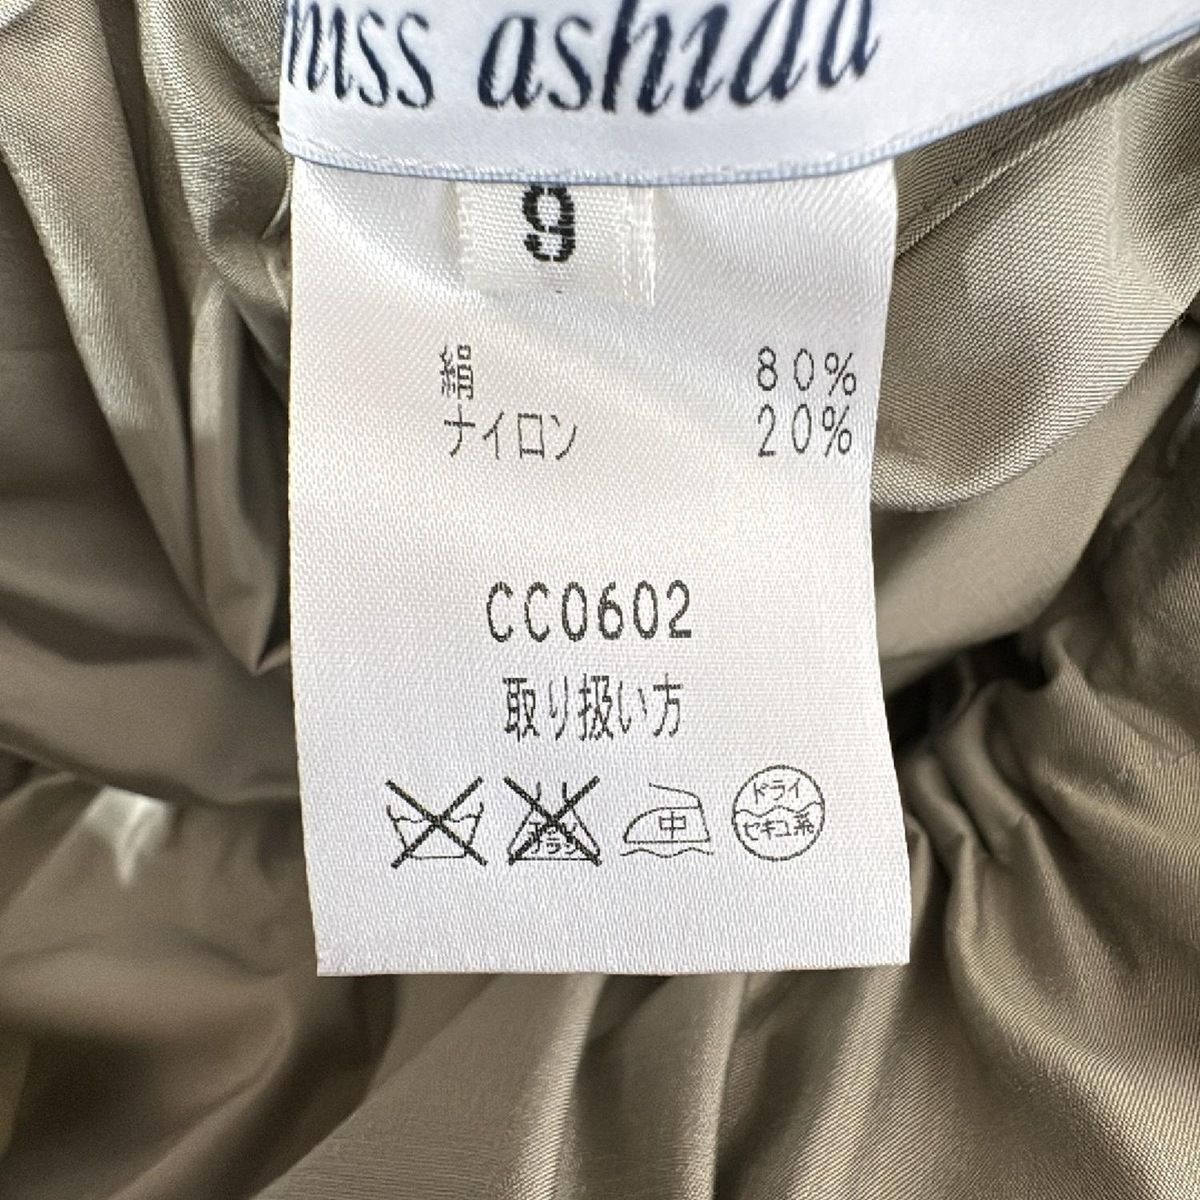 miss ashida
9
絹 80%
ナイロン 20%
CC0602
取り扱い方
中 ドライ
セキユ系